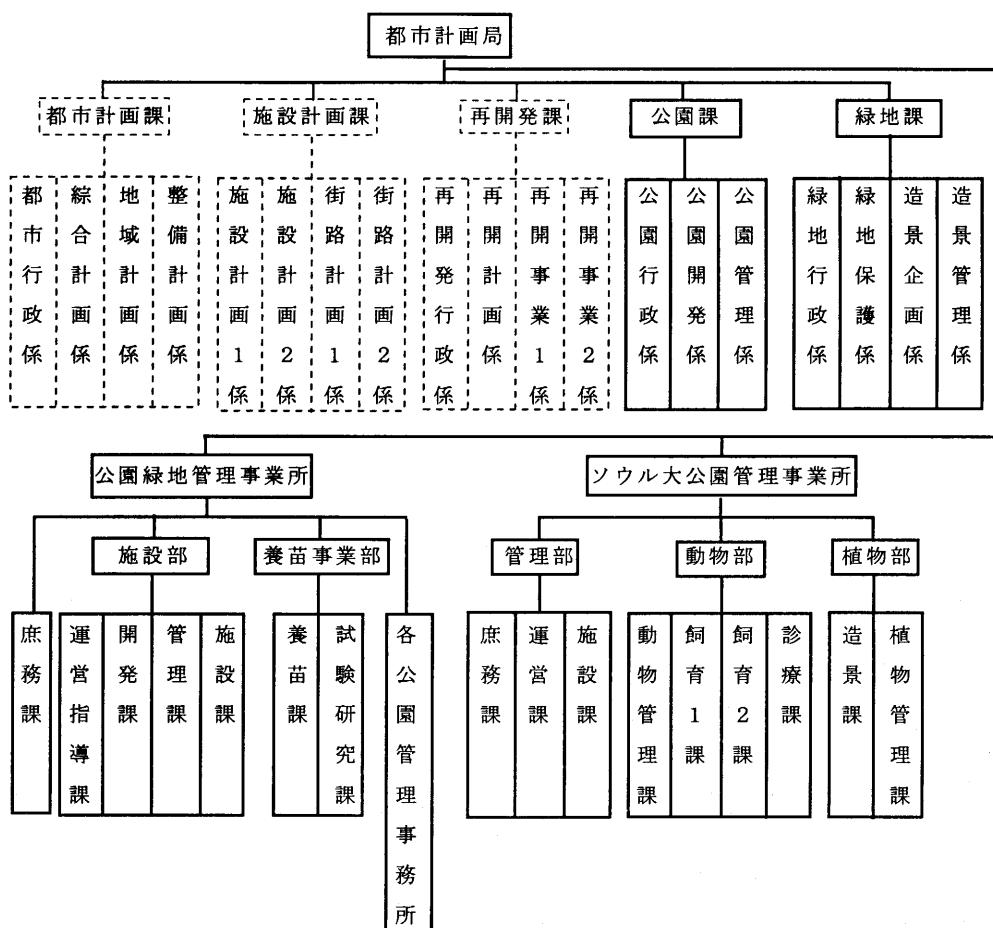 都市計画局
都市計画課
施設計画課
再開発課
公園課
緑地課
都市行政係
綜合計画係
地域計画係
整備計画係
施設計画1係
施設計画2係
街路計画1係
街路計画2係
再開発行政係
再開計画係
再開事業1係
再開事業2係
公園行政係
公園開発係
公園管理係
緑地行政係
緑地保護係
造景企画係
造景管理係
公園緑地管理事業所
ソウル大公園管理事業所
施設部
養苗事業部
管理部
動物部
植物部
庶務課
運営指導課
開発課
管理課
施設課
養苗課
試験研究課
各公園管理事務所
庶務課
運営課
施設課
動物管理課
飼育1課
飼育2課
診療課
造景課
植物管理課